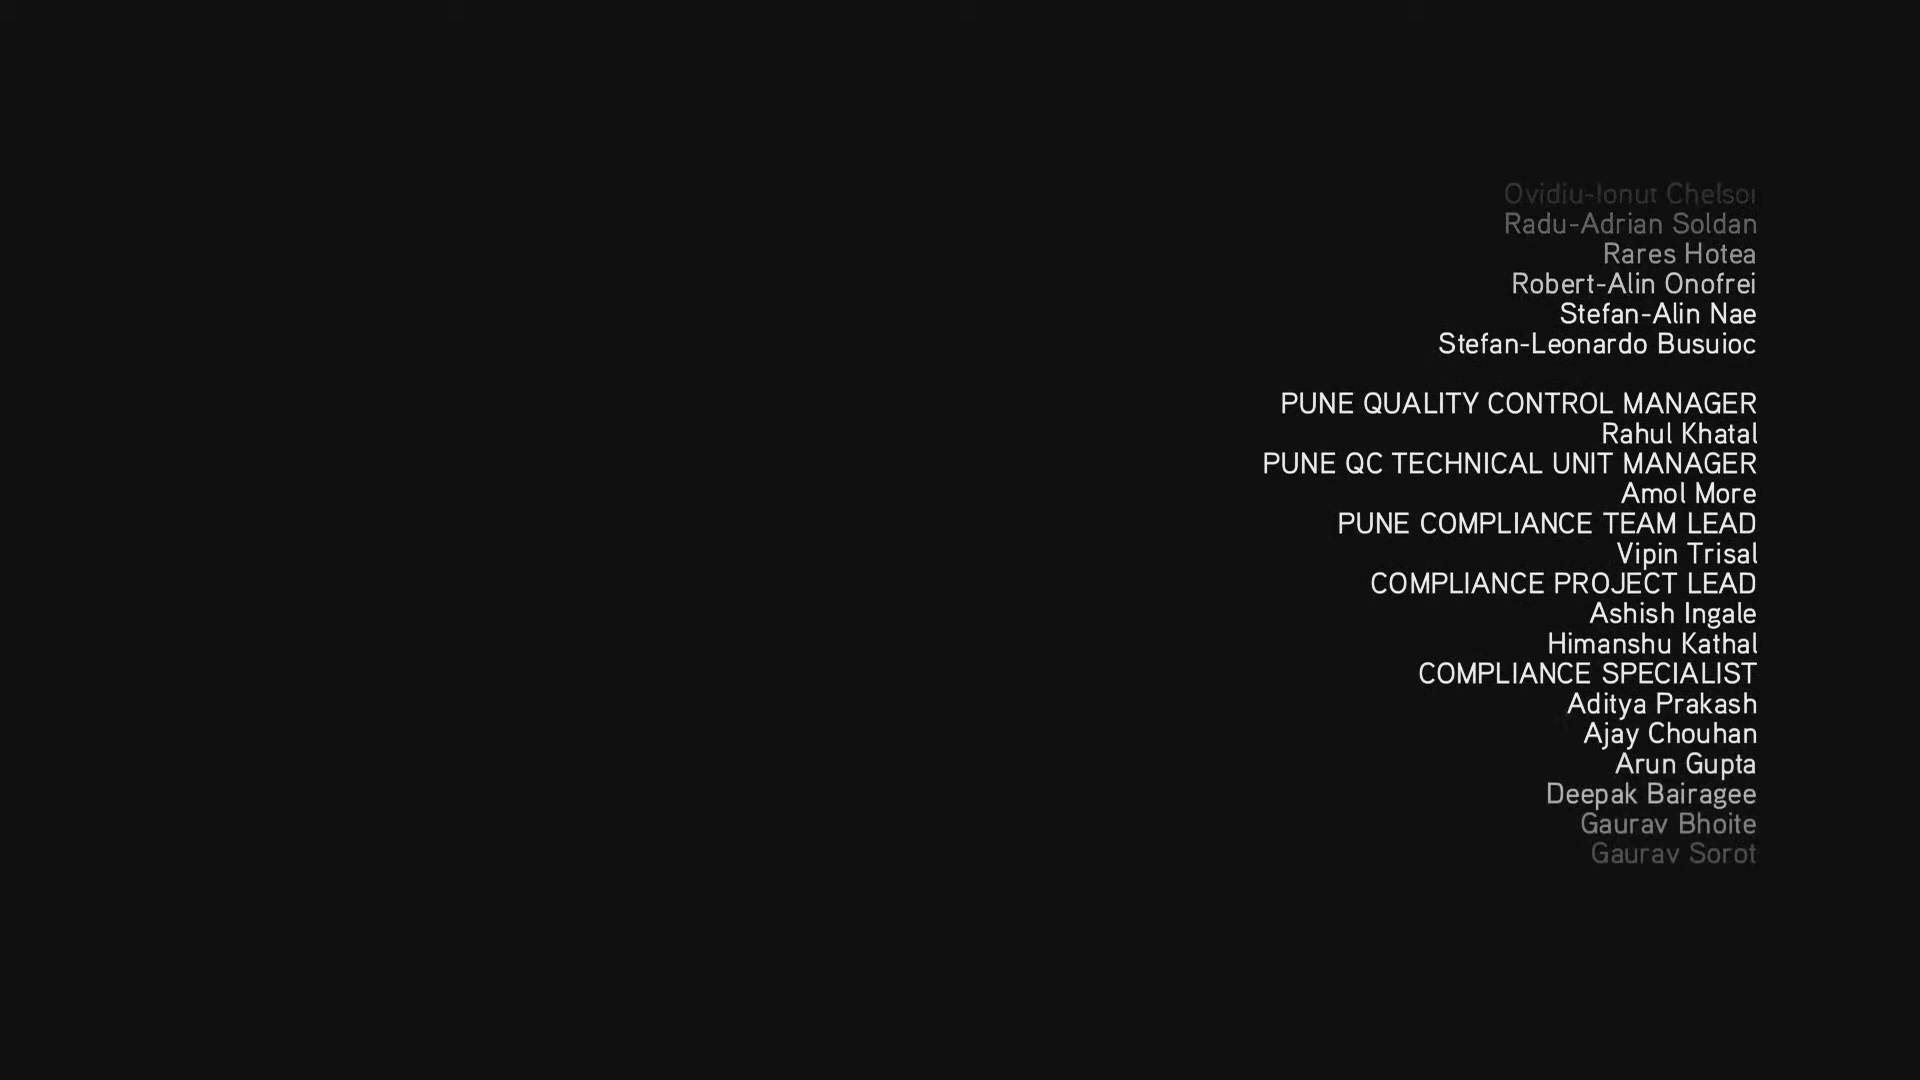 Ovidiu-Ionut Chelsoi
Radu-Adrian Soldan
Rares Hotea
Robert-Alin Onofrei
Stefan-Alin Nae
Stefan-Leonardo Busuioc
PUNE QUALITY CONTROL MANAGER
Rahul Khatal
PUNE QC TECHNICAL UNIT MANAGER
Amol More
PUNE COMPLIANCE TEAM LEAD
Vipin Trisal
COMPLIANCE PROJECT LEAD
Ashish Ingale
Himanshu Kathal
COMPLIANCE SPECIALIST
Aditya Prakash
Ajay Chouhan
Arun Gupta
Deepak Bairagee
Gaurav Bhoite
Gaurav Sorot